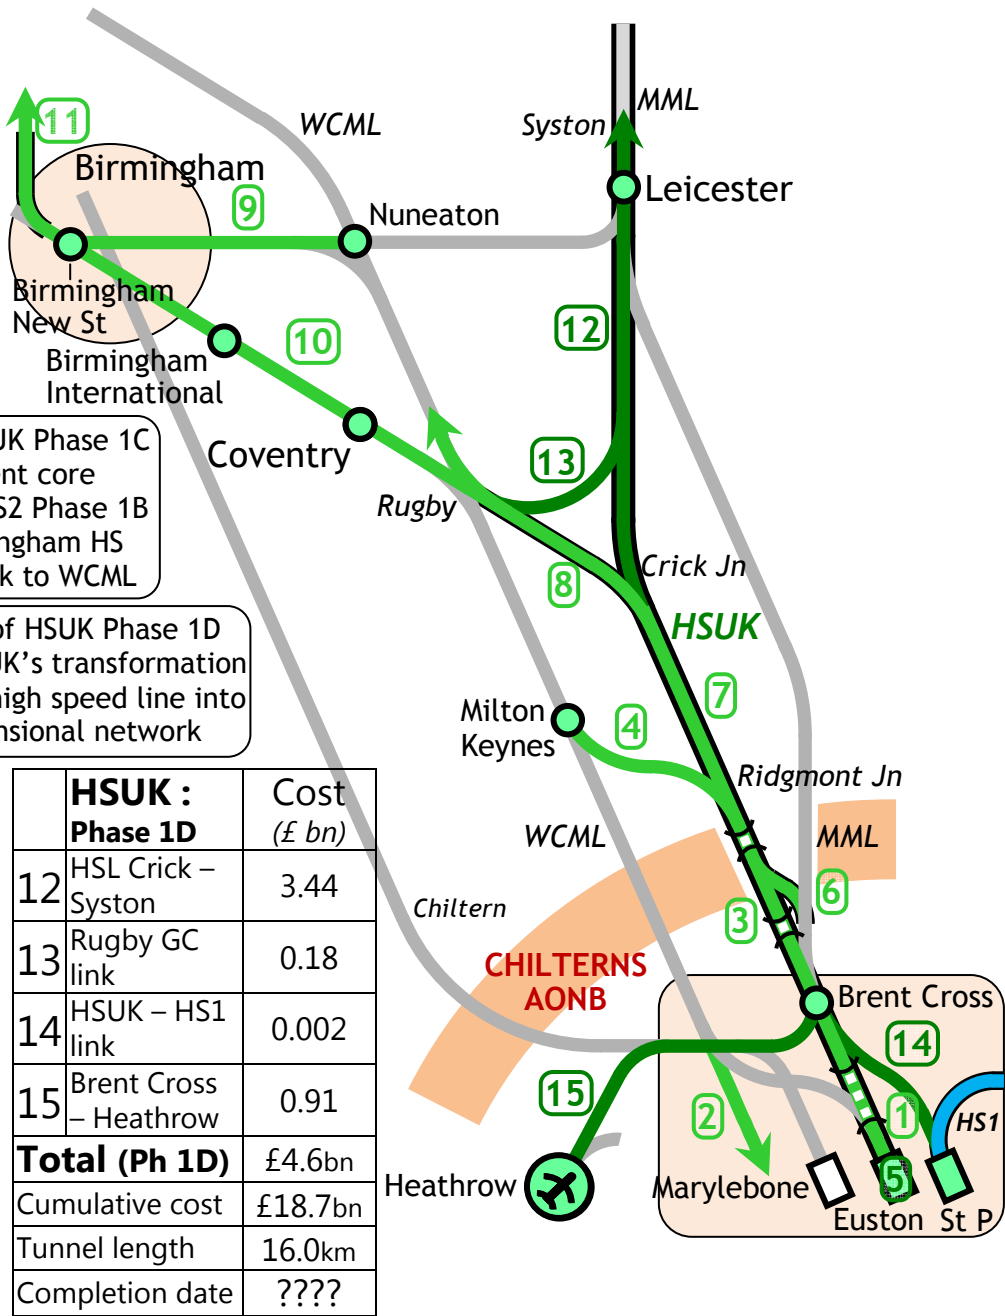 WCML
MML
Syston
11
Birmingham
9
Nuneaton
Leicester
Birmingham
New St
12
10
Birmingham
International
Coventry
13
Rugby
UK Phase 1C
ent core
S2 Phase 1B
ingham HS
k to WCML
Crick Jn
8
HSUK
of HSUK Phase 1D
UK's transformation
high speed line into
nsional network
7
Milton
Keynes
4
Ridgmont Jn
WCML
MML
6
3
Chiltern
CHILTERNS
AONB
Brent Cross
14
15
2
1
HS1
5
Heathrow
Marylebone
Euston
St P
HSUK : Cost
Phase 1D (£ bn)
12 HSL Crick – Syston 3.44
13 Rugby GC link 0.18
14 HSUK – HS1 link 0.002
15 Brent Cross – Heathrow 0.91
Total (Ph 1D) £4.6bn
Cumulative cost £18.7bn
Tunnel length 16.0km
Completion date ????